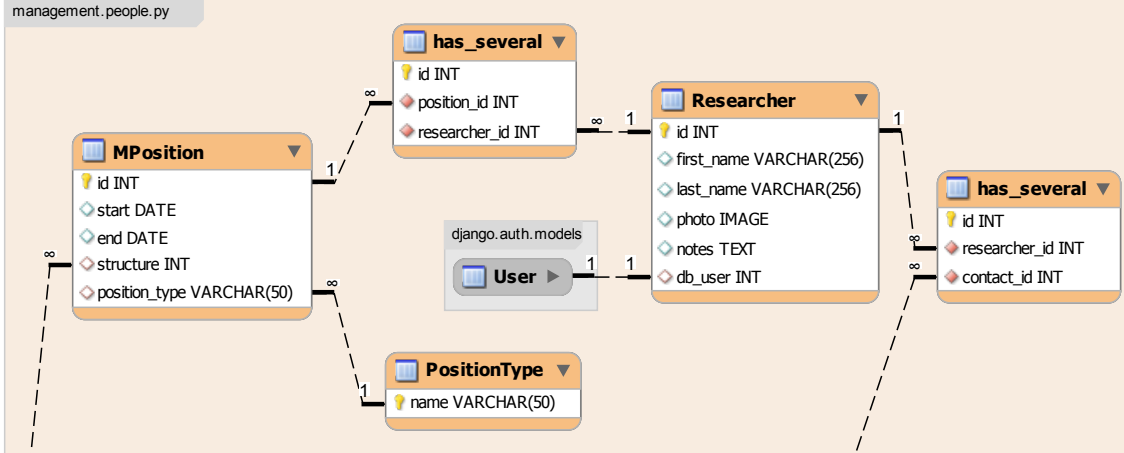 management.people.py
has_several
id INT
position_id INT
researcher_id INT
∞
∞
1
1
Researcher
id INT
first_name VARCHAR(256)
last_name VARCHAR(256)
photo IMAGE
notes TEXT
db_user INT
1
MPosition
id INT
start DATE
end DATE
structure INT
position_type VARCHAR(50)
∞
∞
has_several
id INT
researcher_id INT
contact_id INT
∞
∞
django.auth.models
User
1
1
PositionType
name VARCHAR(50)
1